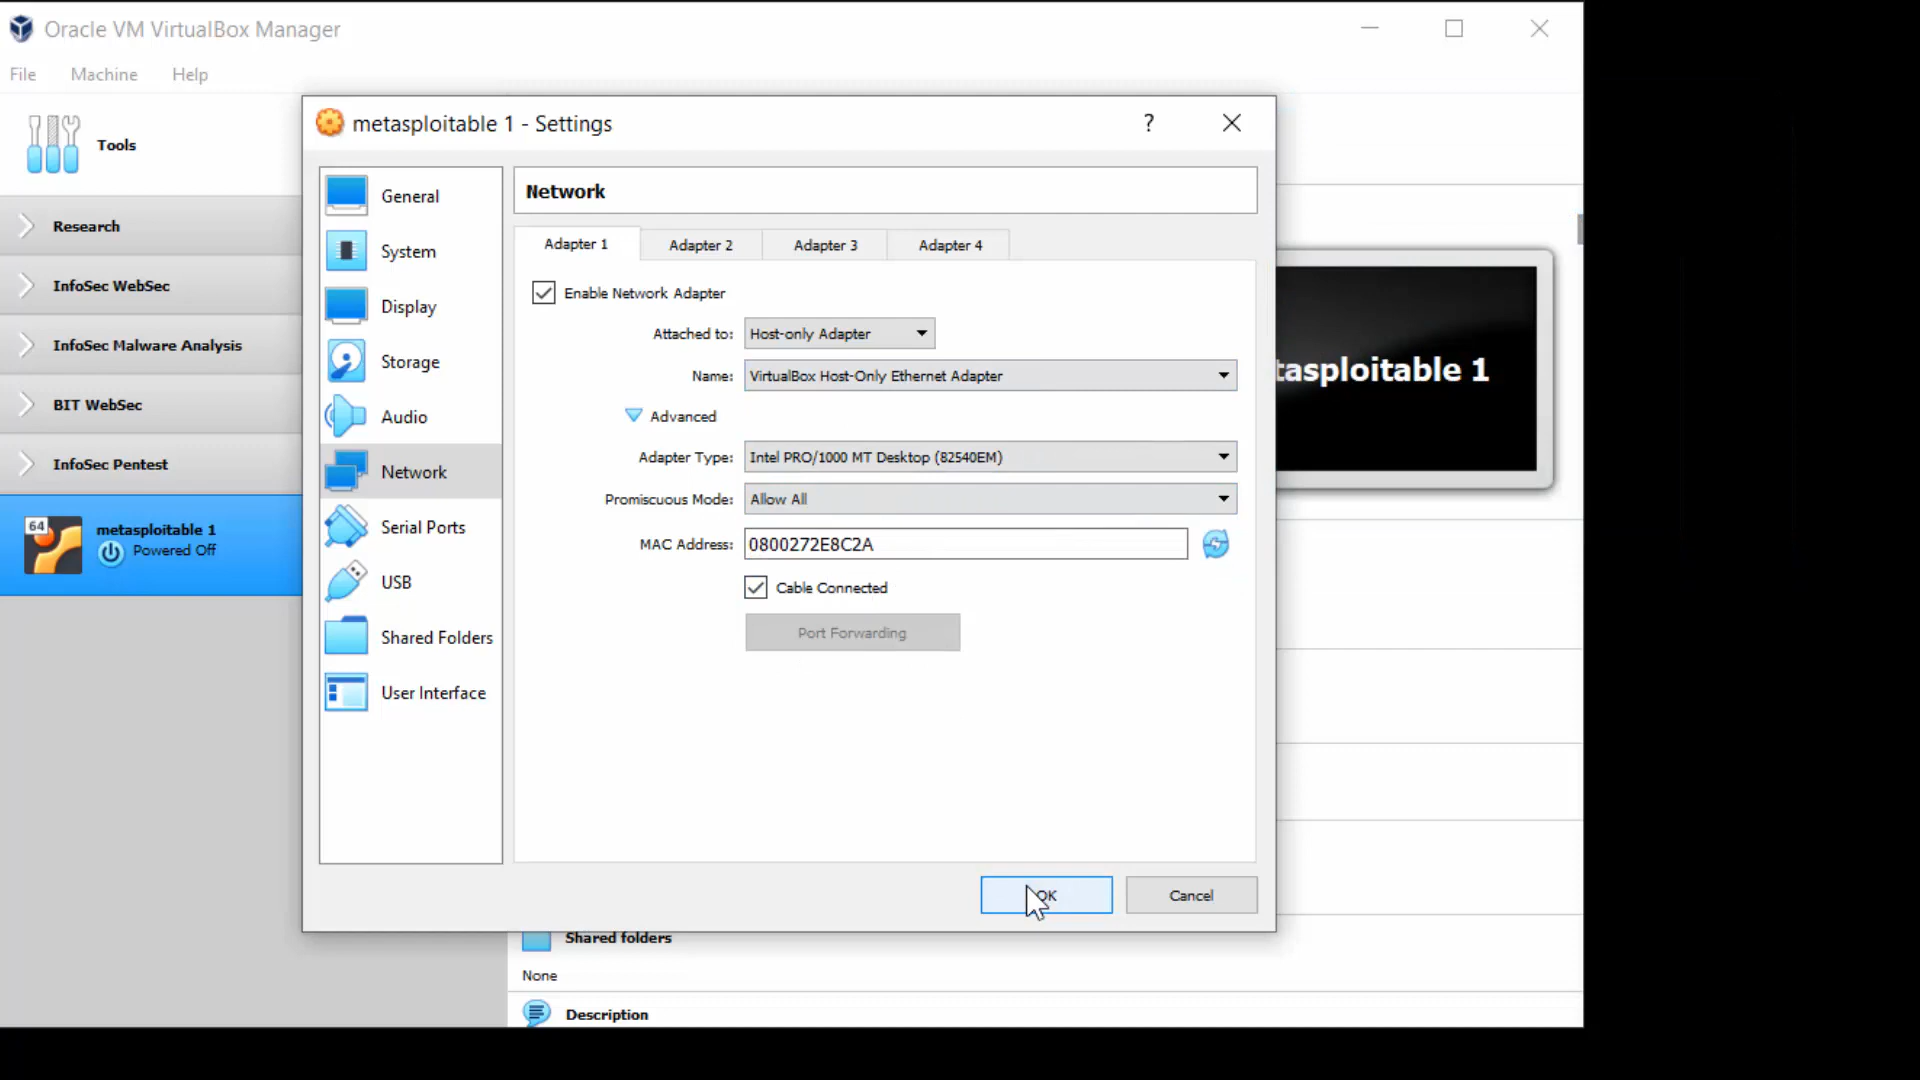 Oracle VM VirtualBox Manager
File Machine Help
Tools
Research
InfoSec WebSec
InfoSec Malware Analysis
BIT WebSec
InfoSec Pentest
64
metasploitable 1
Powered Off
metasploitable 1 - Settings
?
General
System
Display
Storage
Audio
Network
Serial Ports
USB
Shared Folders
User Interface
Network
Adapter 1 Adapter 2 Adapter 3 Adapter 4
Enable Network Adapter
Attached to: Host-only Adapter
Name: VirtualBox Host-Only Ethernet Adapter
Advanced
Adapter Type: Intel PRO/1000 MT Desktop (82540EM)
Promiscuous Mode: Allow All
MAC Address: 0800272E8C2A
Cable Connected
Port Forwarding
OK Cancel
tasploitable 1
Shared folders
None
Description